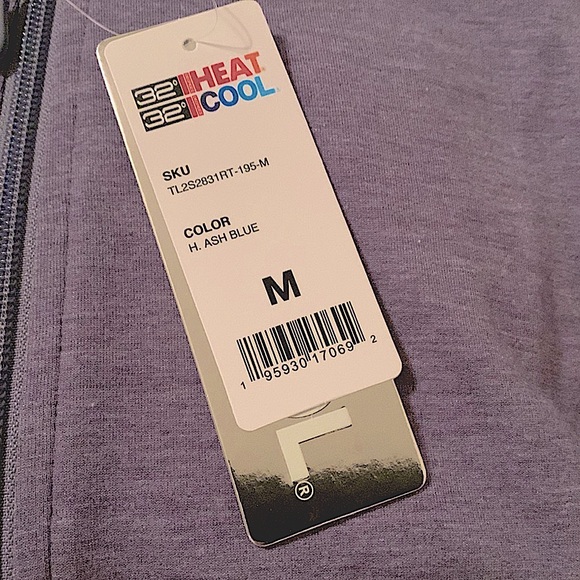 32° HEAT
32° COOL
SKU
TL2S2831RT-195-M
COLOR
H. ASH BLUE
M
1 95930 17069 2
L
®